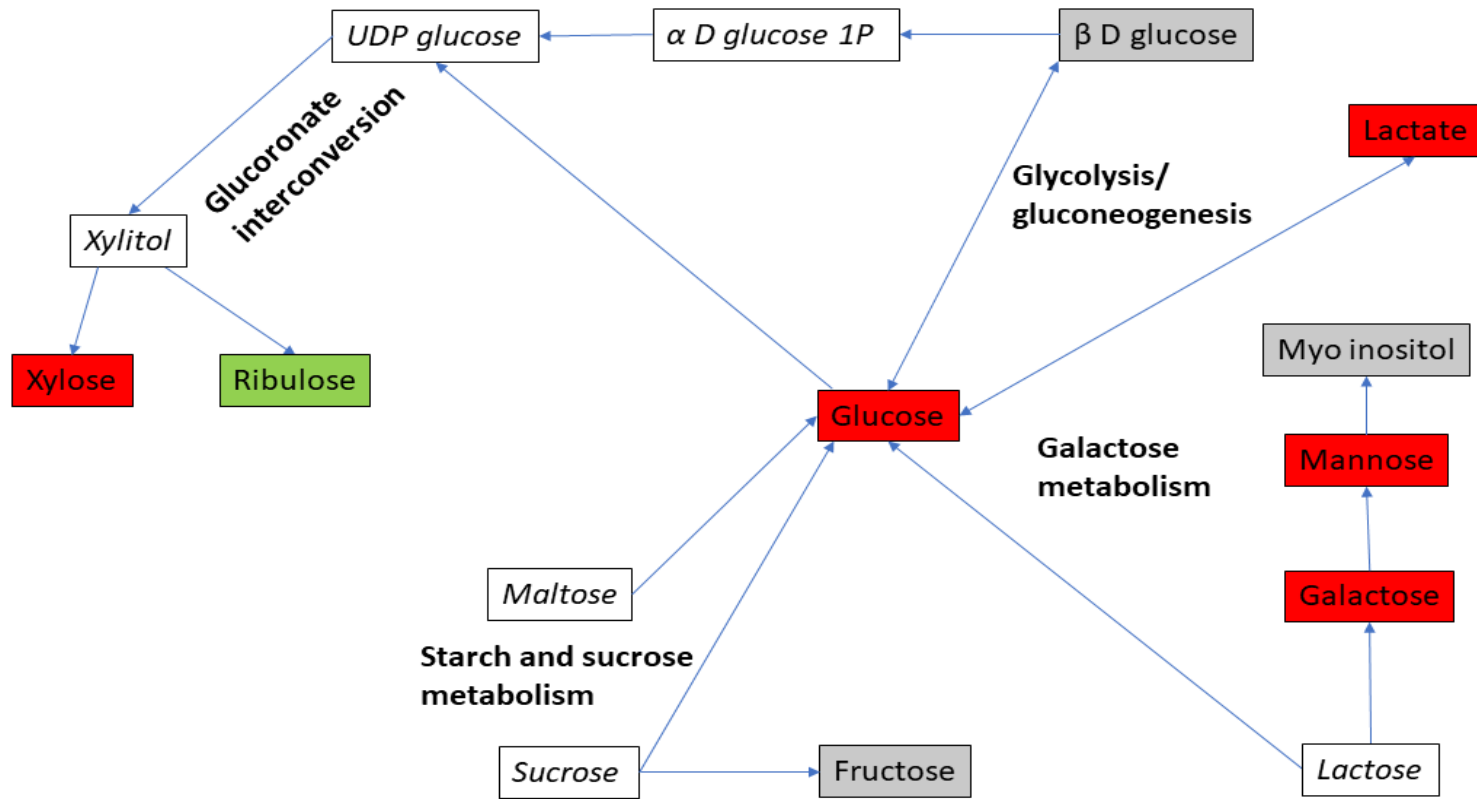 UDP glucose
α D glucose 1P
β D glucose
Lactate
Glucoronate
interconversion
Glycolysis/
gluconeogenesis
Xylitol
Xylose
Ribulose
Myo inositol
Glucose
Galactose
metabolism
Mannose
Maltose
Galactose
Starch and sucrose
metabolism
Sucrose
Fructose
Lactose